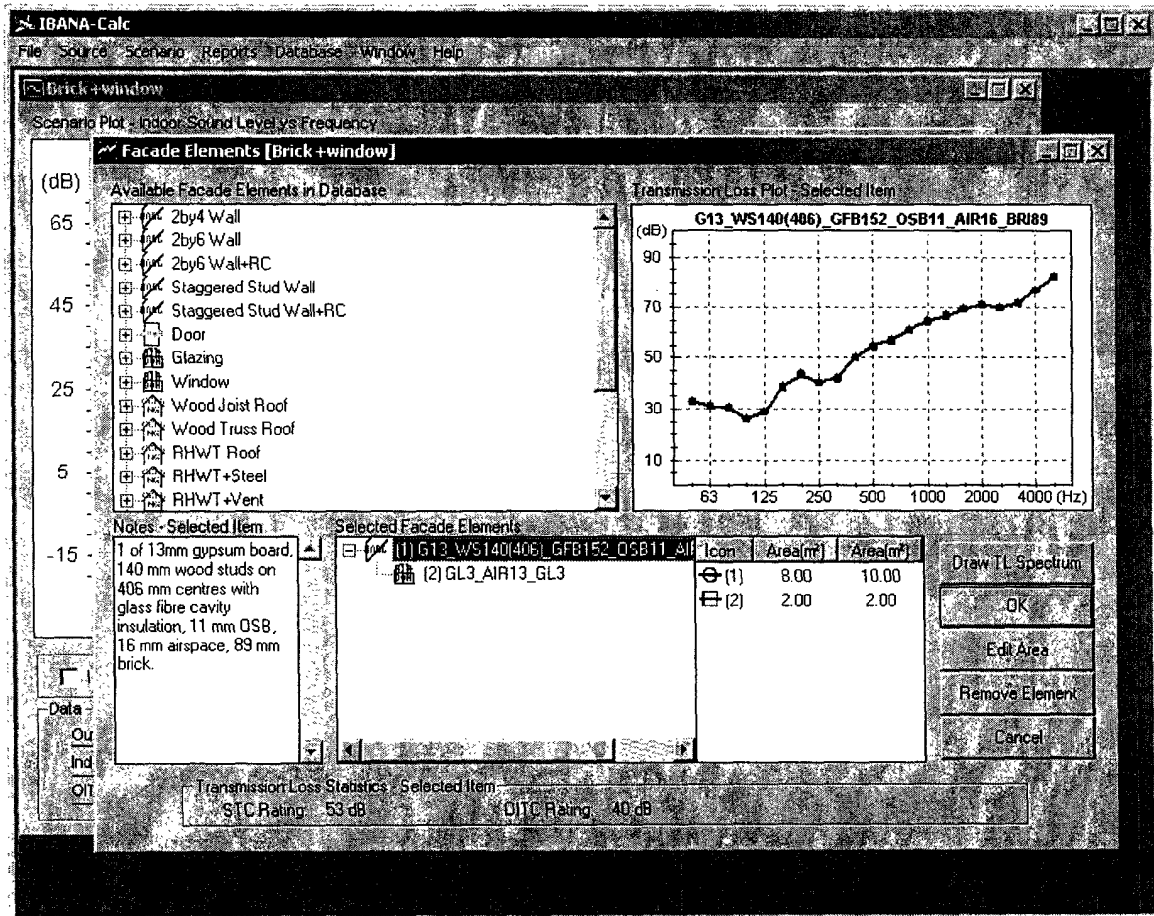 IBANA-Calc
File Source Scenario Reports Database Window Help
Brick+window
Scenario Plot - Indoor Sound Level vs Frequency
(dB)
65
45
25
5
-15
Data
Facade Elements [Brick+window]
Available Facade Elements in Database
2by4 Wall
2by6 Wall
2by6 Wall+RC
Staggered Stud Wall
Staggered Stud Wall+RC
Door
Glazing
Window
Wood Joist Roof
Wood Truss Roof
RHWT Roof
RHWT+Steel
RHWT+Vent
Transmission Loss Plot - Selected Item
G13_WS140(406)_GFB152_OSB11_AIR16_BRI89
(dB)
90
70
50
30
10
63 125 250 500 1000 2000 4000 (Hz)
Notes - Selected Item
1 of 13mm gypsum board,
140 mm wood studs on
406 mm centres with
glass fibre cavity
insulation, 11 mm OSB,
16 mm airspace, 89 mm
brick.
Selected Facade Elements
(1) G13_WS140(406)_GFB152_OSB11_AI
(2) GL3_AIR13_GL3
Icon Area(m²) Area(m²)
(1) 8.00 10.00
(2) 2.00 2.00
Draw TL Spectrum
OK
Edit Area
Remove Element
Cancel
Transmission Loss Statistics - Selected Item
STC Rating: 53 dB OITC Rating: 40 dB